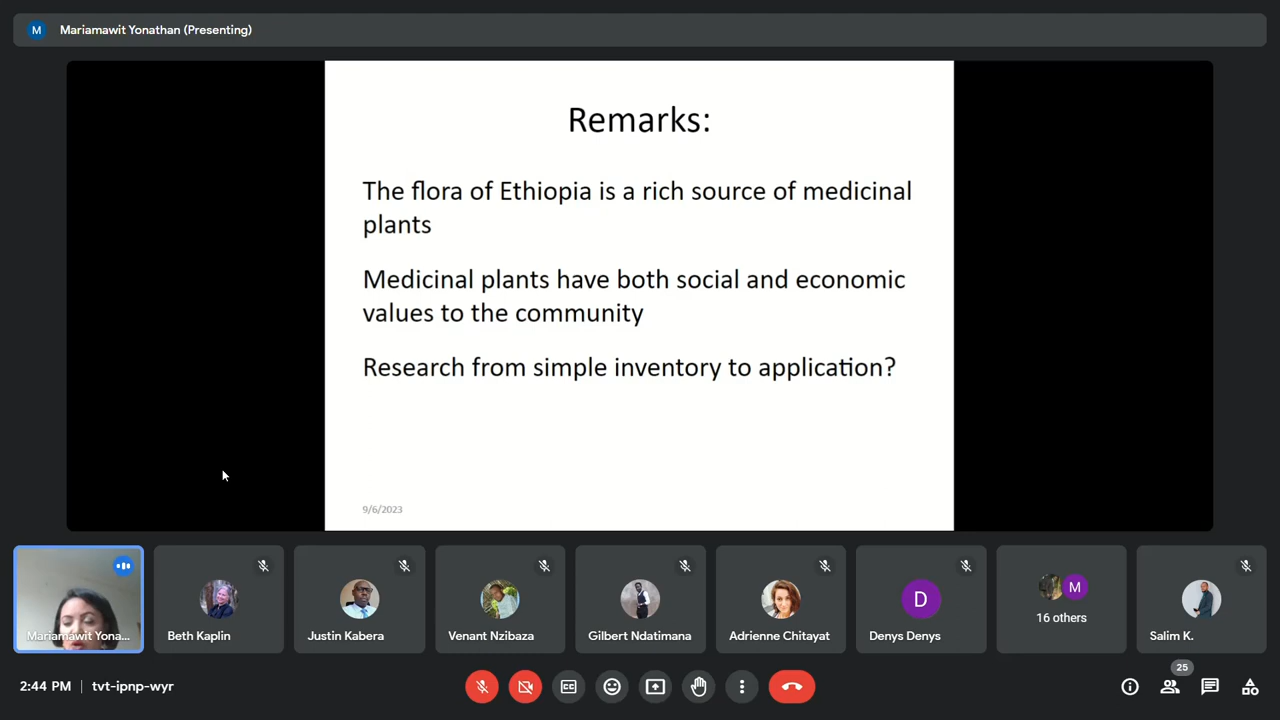 M Mariamawit Yonathan (Presenting)
Remarks:
The flora of Ethiopia is a rich source of medicinal
plants
Medicinal plants have both social and economic
values to the community
Research from simple inventory to application?
9/6/2023
Mariamawit Yona...
Beth Kaplin
Justin Kabera
Venant Nzibaza
Gilbert Ndatimana
Adrienne Chitayat
D
Denys Denys
M
16 others
Salim K.
2:44 PM | tvt-ipnp-wyr
25